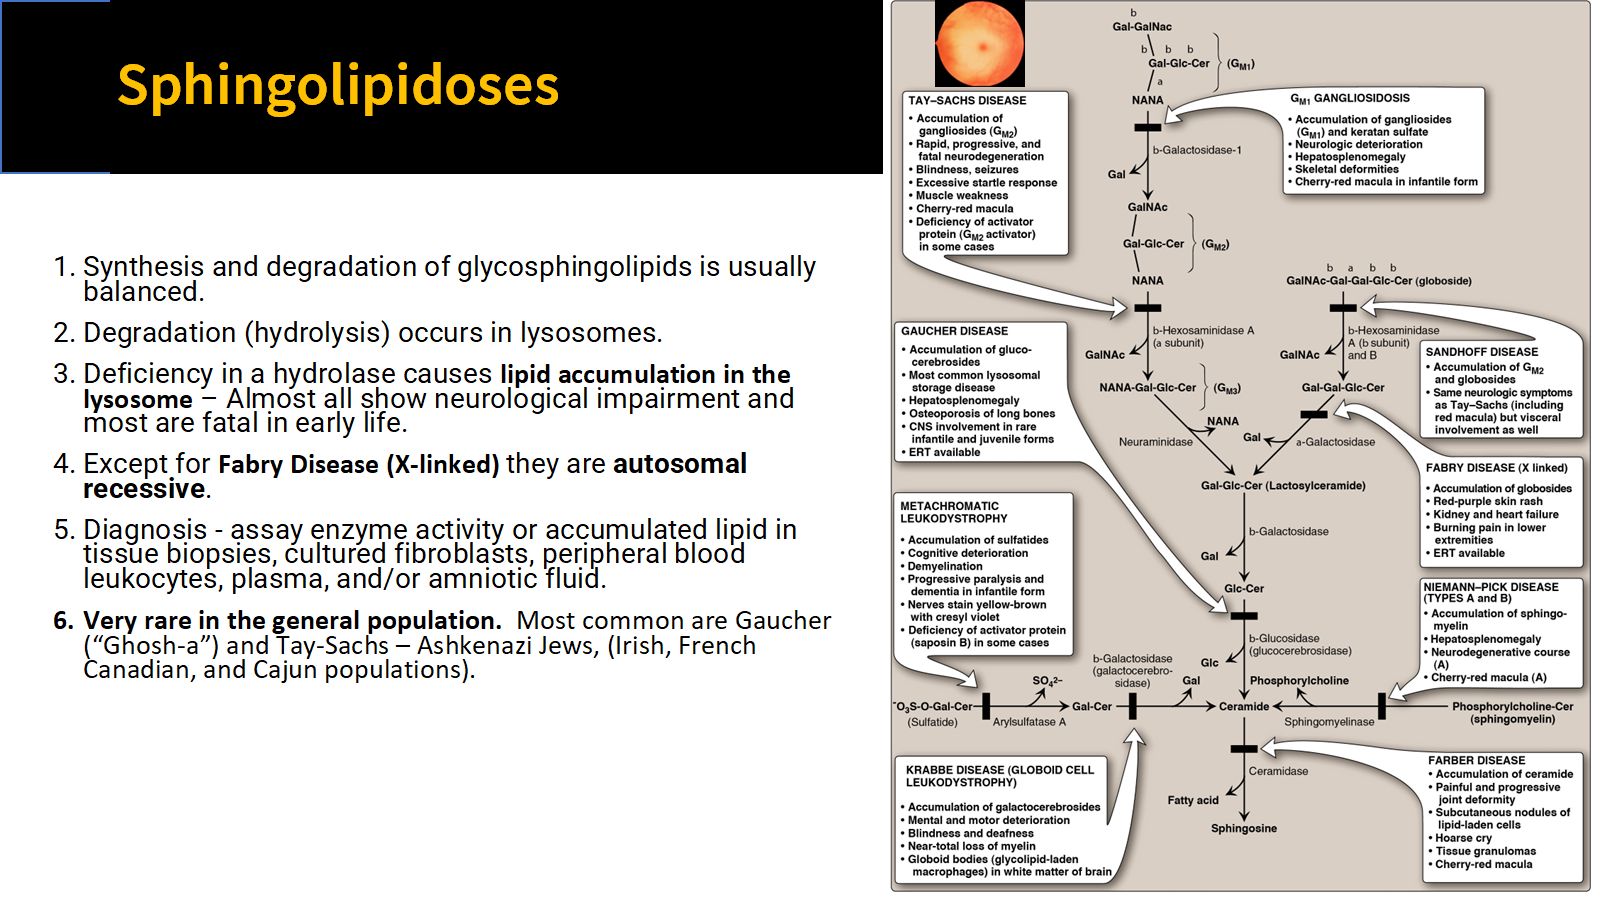 Sphingolipidoses
1. Synthesis and degradation of glycosphingolipids is usually
balanced.
2. Degradation (hydrolysis) occurs in lysosomes.
3. Deficiency in a hydrolase causes lipid accumulation in the
lysosome – Almost all show neurological impairment and
most are fatal in early life.
4. Except for Fabry Disease (X-linked) they are autosomal
recessive.
5. Diagnosis - assay enzyme activity or accumulated lipid in
tissue biopsies, cultured fibroblasts, peripheral blood
leukocytes, plasma, and/or amniotic fluid.
6. Very rare in the general population. Most common are Gaucher
(“Ghosh-a”) and Tay-Sachs – Ashkenazi Jews, (Irish, French
Canadian, and Cajun populations).
b
Gal-GalNac
b b b
Gal-Glc-Cer (GM1)
a
NANA
b-Galactosidase-1
Gal
GalNAc
Gal-Glc-Cer (GM2)
NANA
TAY–SACHS DISEASE
• Accumulation of
gangliosides (GM2)
• Rapid, progressive, and
fatal neurodegeneration
• Blindness, seizures
• Excessive startle response
• Muscle weakness
• Cherry-red macula
• Deficiency of activator
protein (GM2 activator)
in some cases
GM1 GANGLIOSIDOSIS
• Accumulation of gangliosides
(GM1) and keratan sulfate
• Neurologic deterioration
• Hepatosplenomegaly
• Skeletal deformities
• Cherry-red macula in infantile form
b a b b
GalNAc-Gal-Gal-Glc-Cer (globoside)
b-Hexosaminidase A
(a subunit)
GalNAc
b-Hexosaminidase
A (b subunit)
and B
GalNAc
NANA-Gal-Glc-Cer (GM3)
Gal-Gal-Glc-Cer
NANA
Neuraminidase
Gal
a-Galactosidase
Gal-Glc-Cer (Lactosylceramide)
b-Galactosidase
Gal
Glc-Cer
b-Glucosidase
(glucocerebrosidase)
Glc
GAUCHER DISEASE
• Accumulation of gluco-
cerebrosides
• Most common lysosomal
storage disease
• Hepatosplenomegaly
• Osteoporosis of long bones
• CNS involvement in rare
infantile and juvenile forms
• ERT available
SANDHOFF DISEASE
• Accumulation of GM2
and globosides
• Same neurologic symptoms
as Tay–Sachs (including
red macula) but visceral
involvement as well
FABRY DISEASE (X linked)
• Accumulation of globosides
• Red-purple skin rash
• Kidney and heart failure
• Burning pain in lower
extremities
• ERT available
METACHROMATIC
LEUKODYSTROPHY
• Accumulation of sulfatides
• Cognitive deterioration
• Demyelination
• Progressive paralysis and
dementia in infantile form
• Nerves stain yellow-brown
with cresyl violet
• Deficiency of activator protein
(saposin B) in some cases
NIEMANN–PICK DISEASE
(TYPES A and B)
• Accumulation of sphingo-
myelin
• Hepatosplenomegaly
• Neurodegenerative course
(A)
• Cherry-red macula (A)
b-Galactosidase
(galactocerebro-
sidase)
SO42–
Gal
Phosphorylcholine
-O3S-O-Gal-Cer
(Sulfatide)
Arylsulfatase A
Gal-Cer
Ceramide
Sphingomyelinase
Phosphorylcholine-Cer
(sphingomyelin)
Ceramidase
Fatty acid
Sphingosine
KRABBE DISEASE (GLOBOID CELL
LEUKODYSTROPHY)
• Accumulation of galactocerebrosides
• Mental and motor deterioration
• Blindness and deafness
• Near-total loss of myelin
• Globoid bodies (glycolipid-laden
macrophages) in white matter of brain
FARBER DISEASE
• Accumulation of ceramide
• Painful and progressive
joint deformity
• Subcutaneous nodules of
lipid-laden cells
• Hoarse cry
• Tissue granulomas
• Cherry-red macula